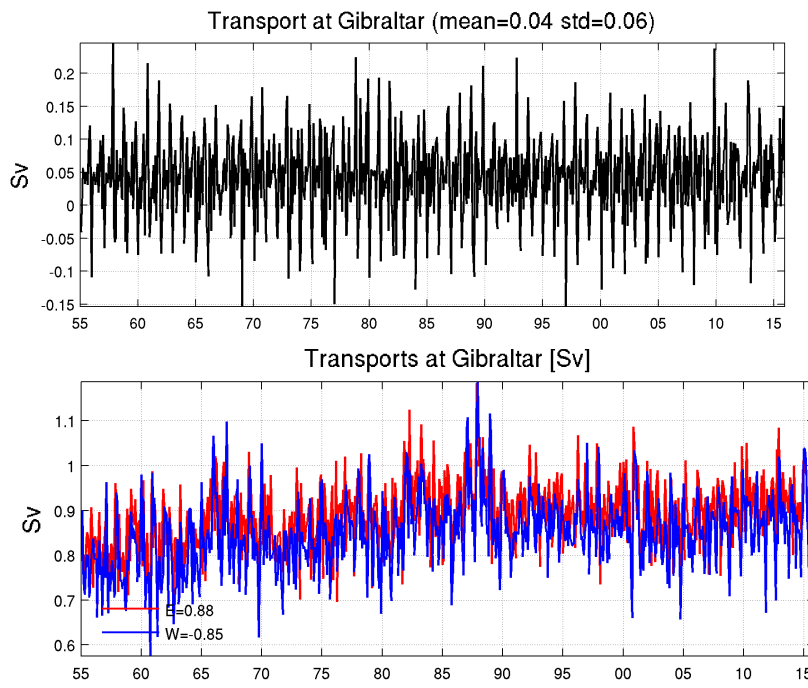 Transport at Gibraltar (mean=0.04 std=0.06)
Sv
0.2
0.15
0.1
0.05
0
-0.05
-0.1
-0.15
55 60 65 70 75 80 85 90 95 00 05 10 15
Transports at Gibraltar [Sv]
Sv
1.1
1
0.9
0.8
0.7
0.6
E=0.88
W=-0.85
55 60 65 70 75 80 85 90 95 00 05 10 15